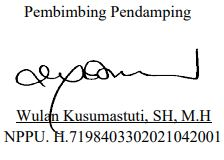 Pembimbing Pendamping
Wulan Kusumastuti, SH, M.H
NPPU. H.7198403302021042001